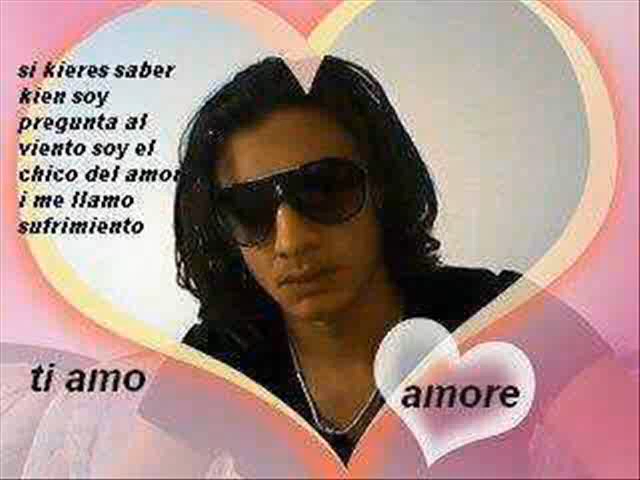 si kieres saber
kien soy
pregunta al
viento soy el
chico del amor
i me llamo
sufrimiento
ti amo
amore